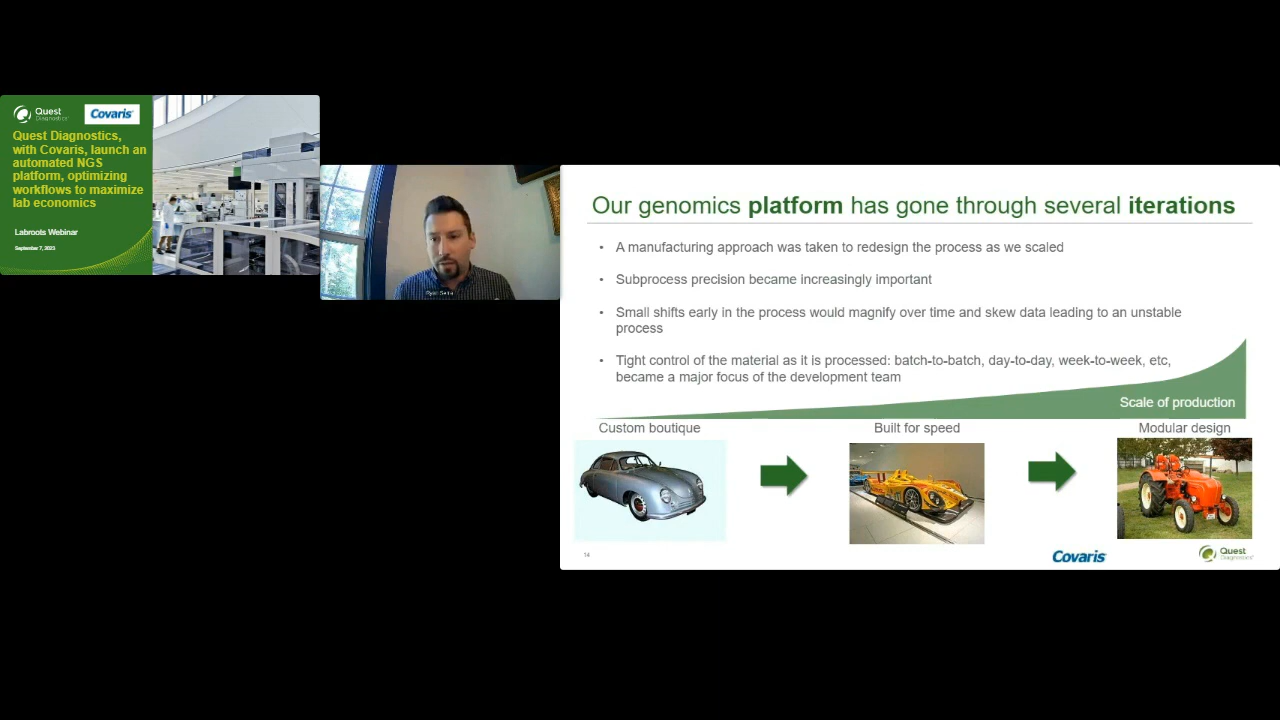 Quest
Diagnostics
Covaris
Quest Diagnostics,
with Covaris, launch an
automated NGS
platform, optimizing
workflows to maximize
lab economics
Labroots Webinar
September 7, 2023
Our genomics platform has gone through several iterations
• A manufacturing approach was taken to redesign the process as we scaled
• Subprocess precision became increasingly important
• Small shifts early in the process would magnify over time and skew data leading to an unstable
process
• Tight control of the material as it is processed: batch-to-batch, day-to-day, week-to-week, etc,
became a major focus of the development team
Scale of production
Custom boutique
Built for speed
Modular design
14
Covaris
Quest
Diagnostics